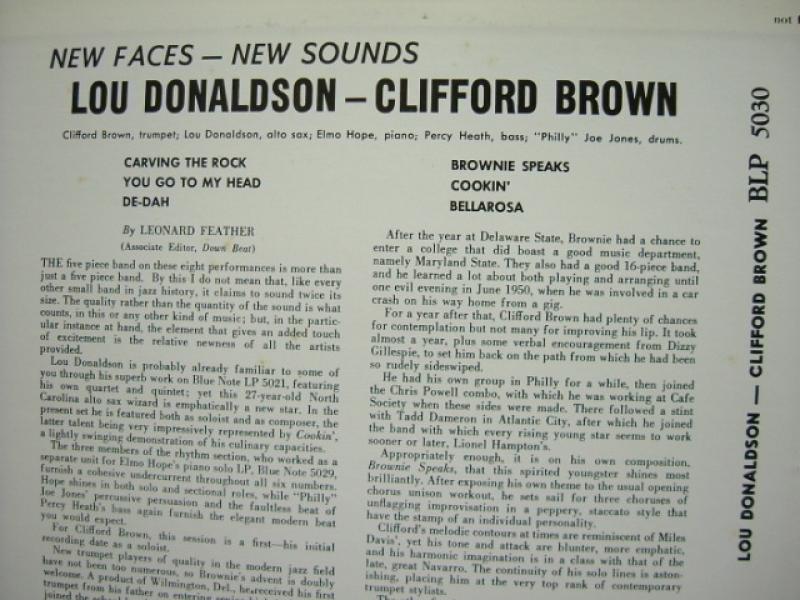 not
NEW FACES — NEW SOUNDS
LOU DONALDSON – CLIFFORD BROWN
Clifford Brown, trumpet; Lou Donaldson, alto sax; Elmo Hope, piano; Percy Heath, bass; "Philly" Joe Jones, drums.
CARVING THE ROCK
YOU GO TO MY HEAD
DE-DAH
BROWNIE SPEAKS
COOKIN'
BELLAROSA
By LEONARD FEATHER
(Associate Editor, Down Beat)
THE five piece band on these eight performances is more than
just a five piece band. By this I do not mean that, like every
other small band in jazz history, it claims to sound twice its
size. The quality rather than the quantity of the sound is what
counts, in this or any other kind of music; but, in the partic-
ular instance at hand, the element that gives an added touch
of excitement is the relative newness of all the artists
provided.
Lou Donaldson is probably already familiar to some of
you through his superb work on Blue Note LP 5021, featuring
his own quartet and quintet; yet this 27-year-old North
Carolina alto sax wizard is emphatically a new star. In the
present set he is featured both as soloist and as composer, the
latter talent being very impressively represented by Cookin',
a lightly swinging demonstration of his culinary capacities.
The three members of the rhythm section, who worked as a
separate unit for Elmo Hope's piano solo LP, Blue Note 5029,
furnish a cohesive undercurrent throughout all six numbers.
Hope shines in both solo and sectional roles, while "Philly"
Joe Jones' percussive persuasion and the faultless beat of
Percy Heath's bass again furnish the elegant modern beat
you would expect.
For Clifford Brown, this session is a first—his initial
recording date as a soloist.
New trumpet players of quality in the modern jazz field
have not been too numerous, so Brownie's advent is doubly
welcome. A product of Wilmington, Del., he received his first
trumpet from his father on entering
joined the
After the year at Delaware State, Brownie had a chance to
enter a college that did boast a good music department,
namely Maryland State. They also had a good 16-piece band,
and he learned a lot about both playing and arranging until
one evil evening in June 1950, when he was involved in a car
crash on his way home from a gig.
For a year after that, Clifford Brown had plenty of chances
for contemplation but not many for improving his lip. It took
almost a year, plus some verbal encouragement from Dizzy
Gillespie, to set him back on the path from which he had been
so rudely sideswiped.
He had his own group in Philly for a while, then joined
the Chris Powell combo, with which he was working at Cafe
Society when these sides were made. There followed a stint
with Tadd Dameron in Atlantic City, after which he joined
the band with which every rising young star seems to work
sooner or later, Lionel Hampton's.
Appropriately enough, it is on his own composition,
Brownie Speaks, that this spirited youngster shines most
brilliantly. After exposing his own theme to the usual opening
chorus unison workout, he sets sail for three choruses of
unflagging improvisation in a peppery, staccato style that
have the stamp of an individual personality.
Clifford's melodic contours at times are reminiscent of Miles
Davis', yet his tone and attack are blunter, more emphatic,
and his harmonic imagination is in a class with that of the
late, great Navarro. The continuity of his solo lines is aston-
ishing, placing him at the very top rank of contemporary
trumpet stylists.
LOU DONALDSON — CLIFFORD BROWN BLP 5030